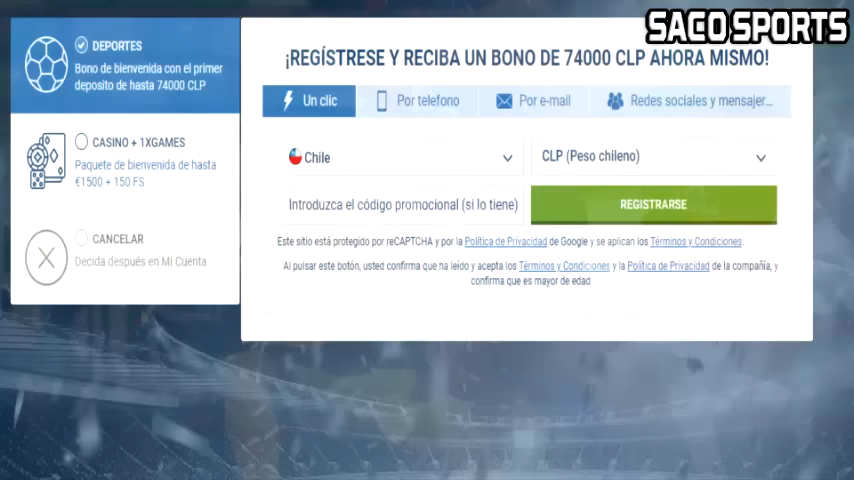 SACO SPORTS
DEPORTES
Bono de bienvenida con el primer
deposito de hasta 74000 CLP
CASINO + 1XGAMES
Paquete de bienvenida de hasta
€1500 + 150 FS
CANCELAR
Decida después en Mi Cuenta
¡REGÍSTRESE Y RECIBA UN BONO DE 74000 CLP AHORA MISMO!
Un clic
Por telefono
Por e-mail
Redes sociales y mensajer...
Chile
CLP (Peso chileno)
Introduzca el código promocional (si lo tiene)
REGISTRARSE
Este sitio está protegido por reCAPTCHA y por la Política de Privacidad de Google y se aplican los Términos y Condiciones.
Al pulsar este botón, usted confirma que ha leído y acepta los Términos y Condiciones y la Política de Privacidad de la compañía, y
confirma que es mayor de edad